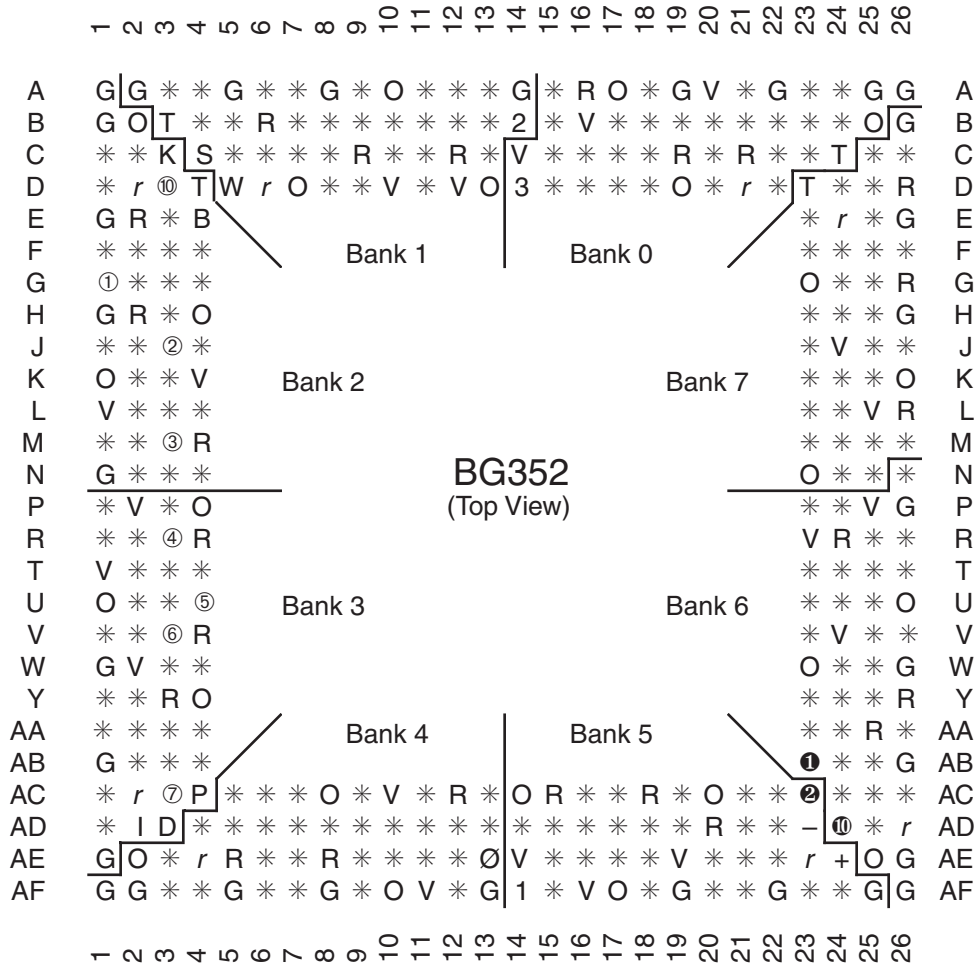 1 2 3 4 5 6 7 8 9 10 11 12 13 14 15 16 17 18 19 20 21 22 23 24 25 26
A G G ✳ ✳ G ✳ ✳ G ✳ O ✳ ✳ ✳ G ✳ R O ✳ G V ✳ G ✳ ✳ G G A
B G O T ✳ ✳ R ✳ ✳ ✳ ✳ ✳ ✳ ✳ 2 ✳ V ✳ ✳ ✳ ✳ ✳ ✳ ✳ ✳ O G B
C ✳ ✳ K S ✳ ✳ ✳ ✳ R ✳ ✳ R ✳ V ✳ ✳ ✳ ✳ R ✳ R ✳ ✳ T ✳ ✳ C
D ✳ r ⑩ T W r O ✳ ✳ V ✳ V O 3 ✳ ✳ ✳ ✳ O ✳ r ✳ T ✳ ✳ R D
E G R ✳ B ✳ r ✳ G E
F ✳ ✳ ✳ ✳ Bank 1 Bank 0 ✳ ✳ ✳ ✳ F
G ① ✳ ✳ ✳ O ✳ ✳ R G
H G R ✳ O ✳ ✳ ✳ G H
J ✳ ✳ ② ✳ ✳ V ✳ ✳ J
K O ✳ ✳ V Bank 2 Bank 7 ✳ ✳ ✳ O K
L V ✳ ✳ ✳ ✳ ✳ V R L
M ✳ ✳ ③ R ✳ ✳ ✳ ✳ M
N G ✳ ✳ ✳ BG352 O ✳ ✳ ✳ N
P ✳ V ✳ O (Top View) ✳ ✳ V G P
R ✳ ✳ ④ R V R ✳ ✳ R
T V ✳ ✳ ✳ ✳ ✳ ✳ ✳ T
U O ✳ ✳ ⑤ Bank 3 Bank 6 ✳ ✳ ✳ O U
V ✳ ✳ ⑥ R ✳ V ✳ ✳ V
W G V ✳ ✳ O ✳ ✳ G W
Y ✳ ✳ R O ✳ ✳ ✳ R Y
AA ✳ ✳ ✳ ✳ Bank 4 Bank 5 ✳ ✳ R ✳ AA
AB G ✳ ✳ ✳ ❶ ✳ ✳ G AB
AC ✳ r ⑦ P ✳ ✳ ✳ O ✳ V ✳ R ✳ O R ✳ ✳ R ✳ O ✳ ✳ ❷ ✳ ✳ ✳ AC
AD ✳ I D ✳ ✳ ✳ ✳ ✳ ✳ ✳ ✳ ✳ ✳ ✳ ✳ ✳ ✳ ✳ ✳ R ✳ ✳ – ❿ ✳ r AD
AE G O ✳ r R ✳ ✳ R ✳ ✳ ✳ ✳ Ø V ✳ ✳ ✳ ✳ V ✳ ✳ ✳ r + O G AE
AF G G ✳ ✳ G ✳ ✳ G ✳ O V ✳ G 1 ✳ V O ✳ G ✳ ✳ G ✳ ✳ G G AF
1 2 3 4 5 6 7 8 9 10 11 12 13 14 15 16 17 18 19 20 21 22 23 24 25 26